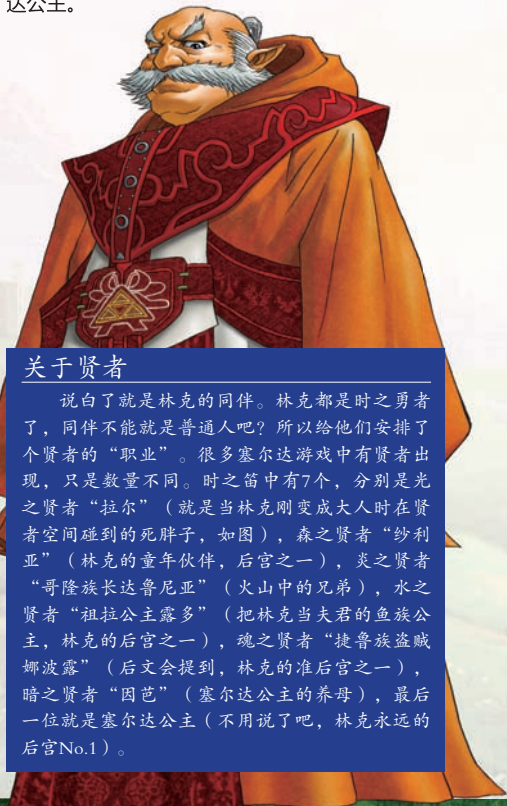 达公主。
关于贤者
说白了就是林克的同伴。林克都是时之勇者
了，同伴不能就是普通人吧？所以给他们安排了
个贤者的“职业”。很多塞尔达游戏中有贤者出
现，只是数量不同。时之笛中有7个，分别是光
之贤者“拉尔”（就是当林克刚变成大人时在贤
者空间碰到的死胖子，如图），森之贤者“纱利
亚”（林克的童年伙伴，后宫之一），炎之贤者
“哥隆族长达鲁尼亚”（火山中的兄弟），水之
贤者“祖拉公主露多”（把林克当夫君的鱼族公
主，林克的后宫之一），魂之贤者“捷鲁族盗贼
娜波露”（后文会提到，林克的准后宫之一），
暗之贤者“因芭”（塞尔达公主的养母），最后
一位就是塞尔达公主（不用说了吧，林克永远的
后宫No.1）。